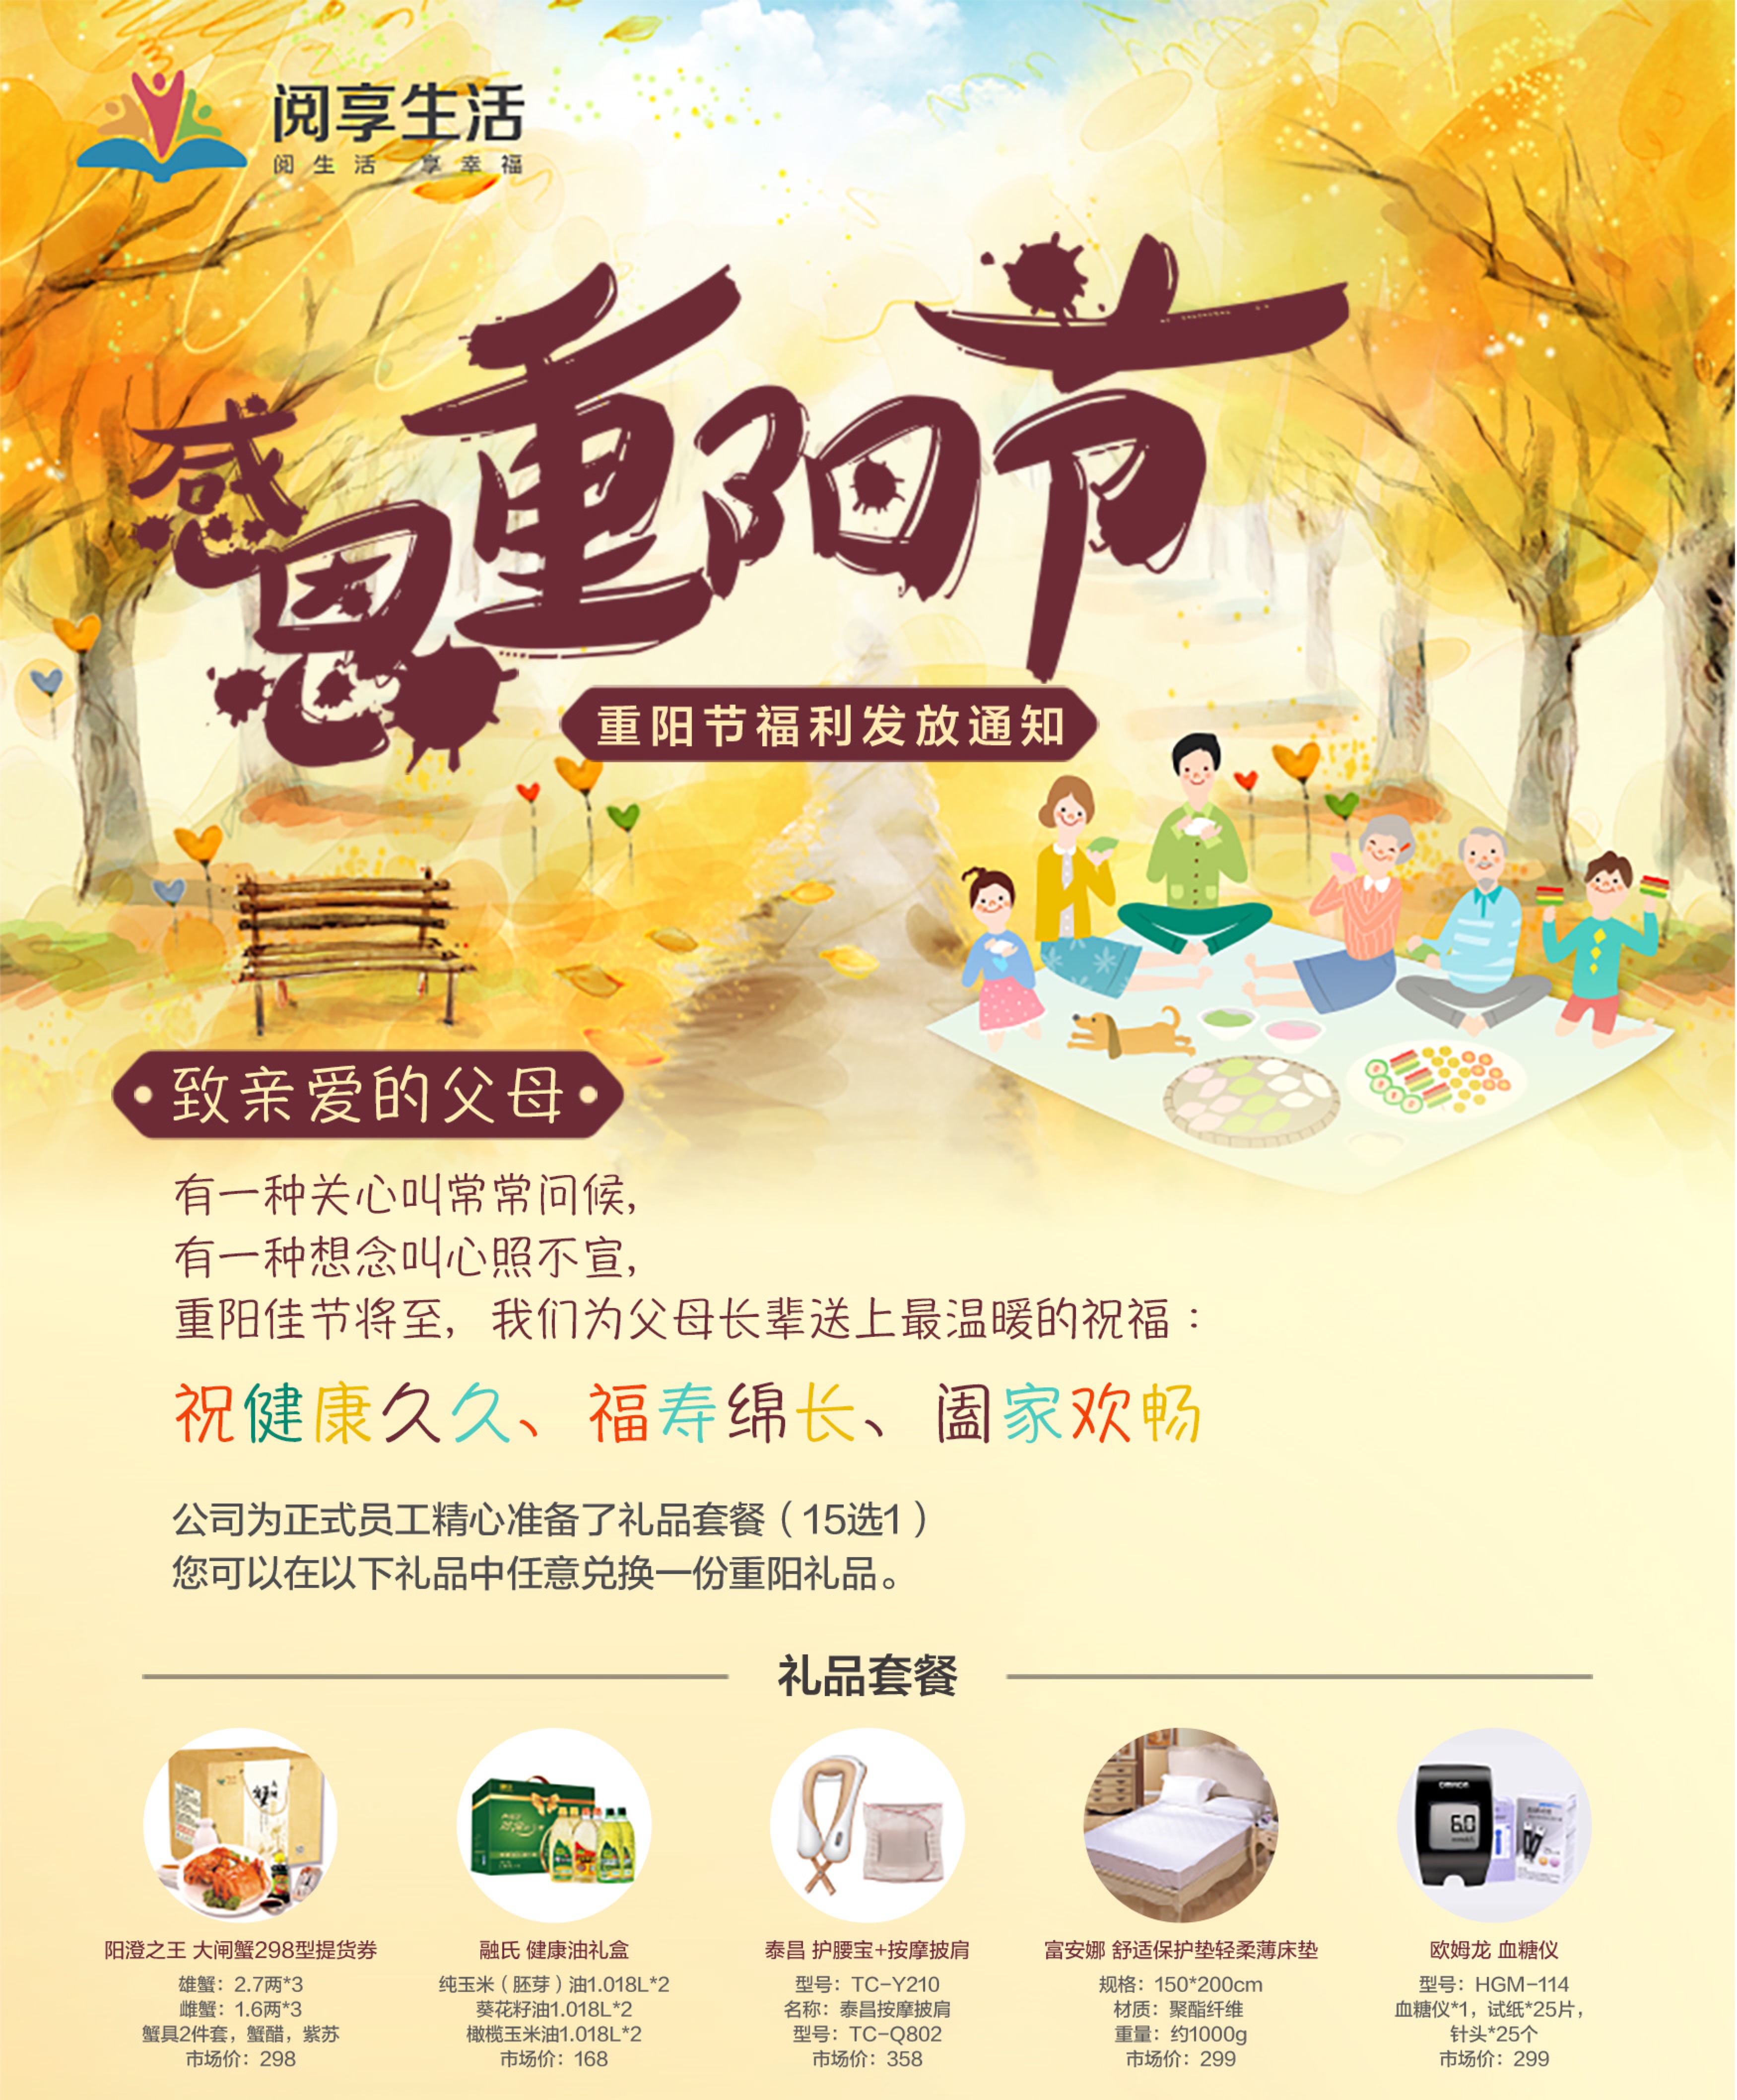 阅享生活
阅生活 享幸福
感恩重阳节
重阳节福利发放通知
致亲爱的父母
有一种关心叫常常问候,
有一种想念叫心照不宣,
重阳佳节将至, 我们为父母长辈送上最温暖的祝福：
祝健康久久、福寿绵长、阖家欢畅
公司为正式员工精心准备了礼品套餐（15选1）
您可以在以下礼品中任意兑换一份重阳礼品。
礼品套餐
阳澄之王 大闸蟹298型提货券
雄蟹：2.7两*3
雌蟹：1.6两*3
蟹具2件套，蟹醋，紫苏
市场价：298
融氏 健康油礼盒
纯玉米（胚芽）油1.018L*2
葵花籽油1.018L*2
橄榄玉米油1.018L*2
市场价：168
泰昌 护腰宝+按摩披肩
型号：TC-Y210
名称：泰昌按摩披肩
型号：TC-Q802
市场价：358
富安娜 舒适保护垫轻柔薄床垫
规格：150*200cm
材质：聚酯纤维
重量：约1000g
市场价：299
OMRON
6.0
欧姆龙 血糖仪
型号：HGM-114
血糖仪*1，试纸*25片，
针头*25个
市场价：299